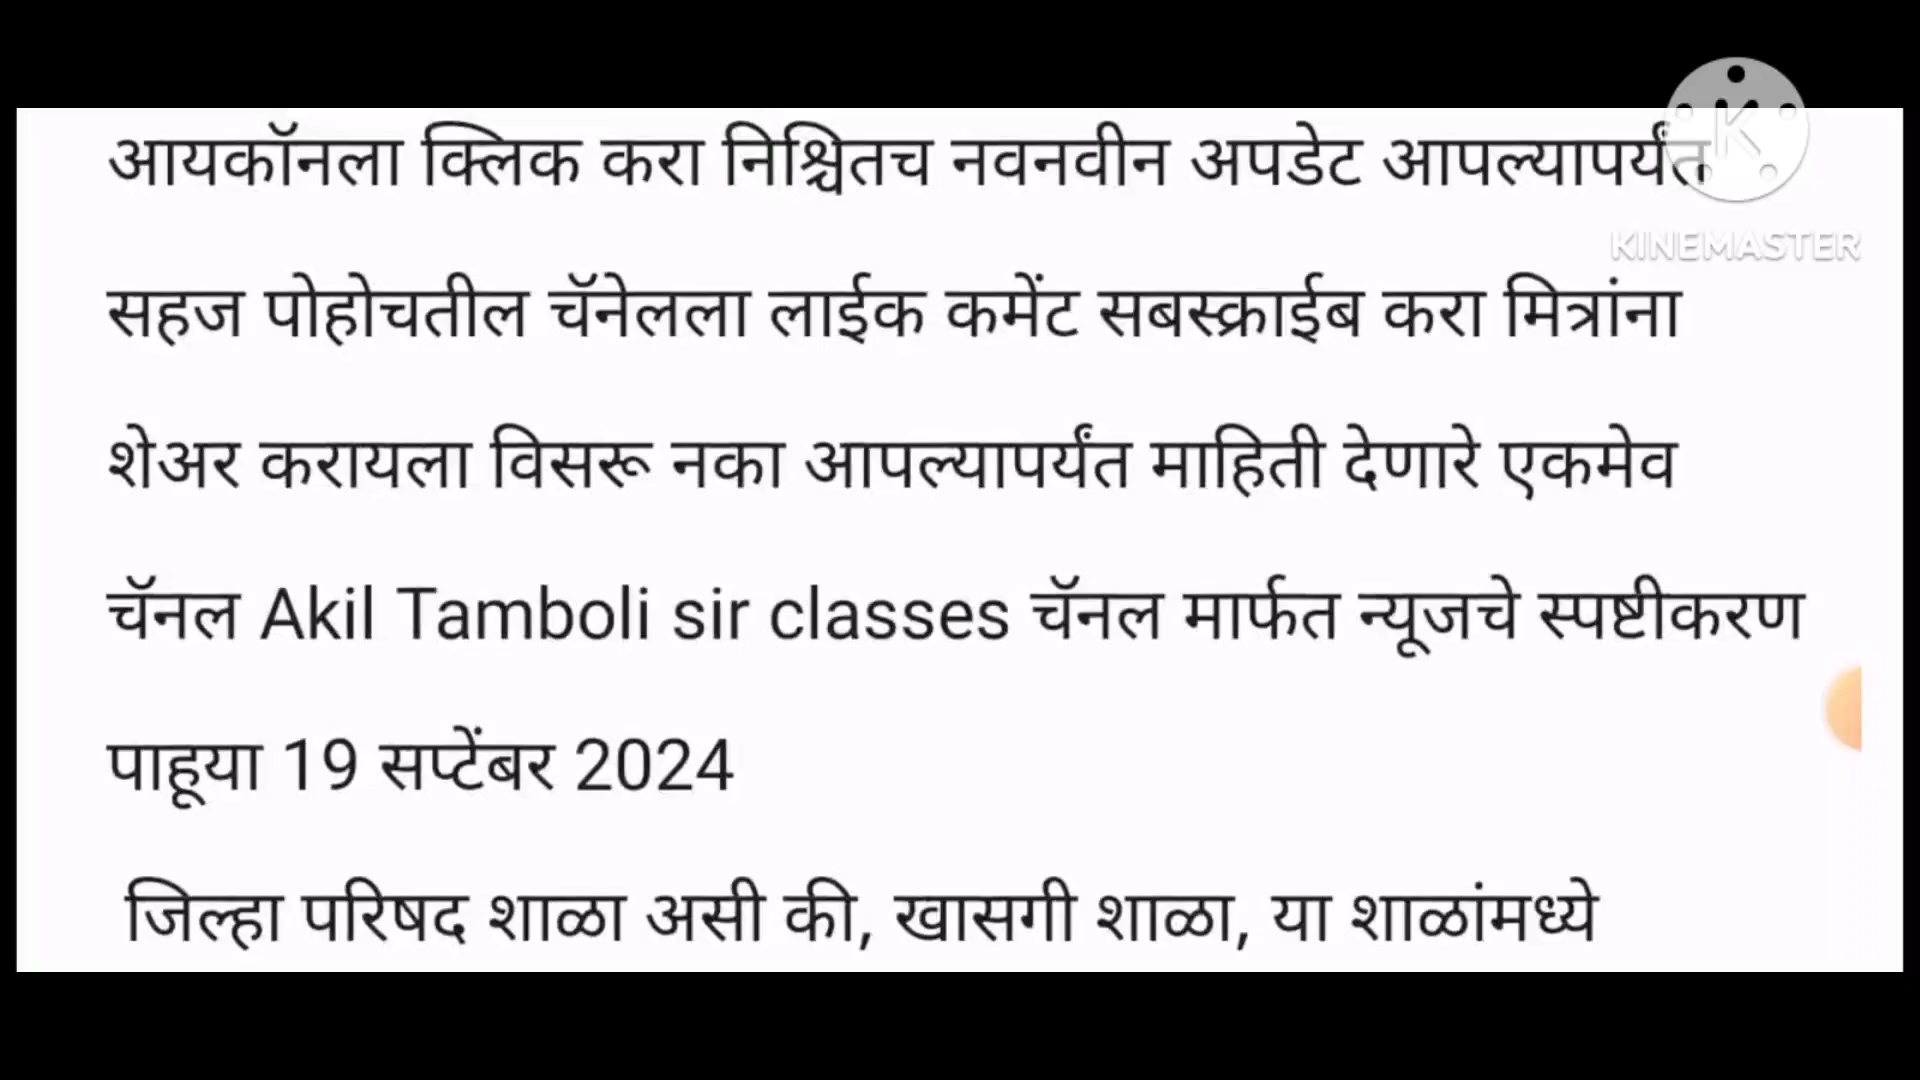 आयकॉनला क्लिक करा निश्चितच नवनवीन अपडेट आपल्यापर्यंत
K
KINEMASTER
सहज पोहोचतील चॅनेलला लाईक कमेंट सबस्क्राईब करा मित्रांना
शेअर करायला विसरू नका आपल्यापर्यंत माहिती देणारे एकमेव
चॅनल Akil Tamboli sir classes चॅनल मार्फत न्यूजचे स्पष्टीकरण
पाहूया 19 सप्टेंबर 2024
जिल्हा परिषद शाळा असी की, खासगी शाळा, या शाळांमध्ये